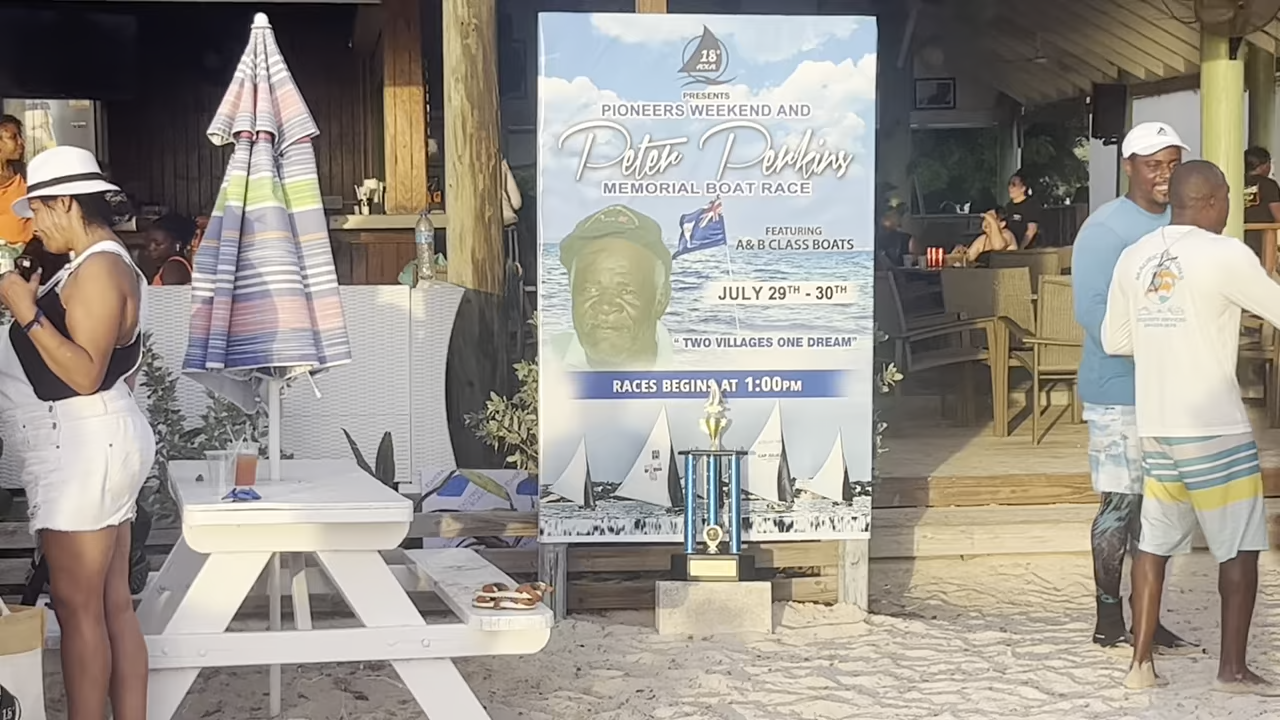 18°
AXA
PRESENTS
PIONEERS WEEKEND AND
Peter Perkins
MEMORIAL BOAT RACE
FEATURING
A& B CLASS BOATS
JULY 29TH - 30TH
“ TWO VILLAGES ONE DREAM”
RACES BEGINS AT 1:00PM